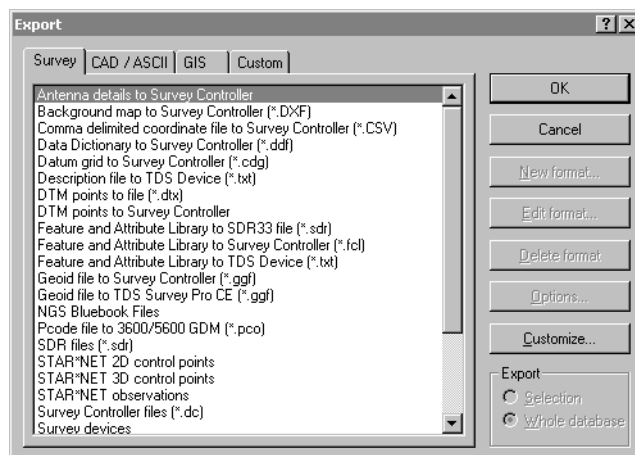 Export
Survey CAD / ASCII GIS Custom
Antenna details to Survey Controller
Background map to Survey Controller (*.DXF)
Comma delimited coordinate file to Survey Controller (*.CSV)
Data Dictionary to Survey Controller (*.ddf)
Datum grid to Survey Controller (*.cdg)
Description file to TDS Device (*.txt)
DTM points to file (*.dtx)
DTM points to Survey Controller
Feature and Attribute Library to SDR33 file (*.sdr)
Feature and Attribute Library to Survey Controller (*.fcl)
Feature and Attribute Library to TDS Device (*.txt)
Geoid file to Survey Controller (*.ggf)
Geoid file to TDS Survey Pro CE (*.ggf)
NGS Bluebook Files
Pcode file to 3600/5600 GDM (*.pco)
SDR files (*.sdr)
STAR*NET 2D control points
STAR*NET 3D control points
STAR*NET observations
Survey Controller files (*.dc)
Survey devices
OK
Cancel
New format...
Edit format...
Delete format
Options...
Customize...
Export
Selection
Whole database